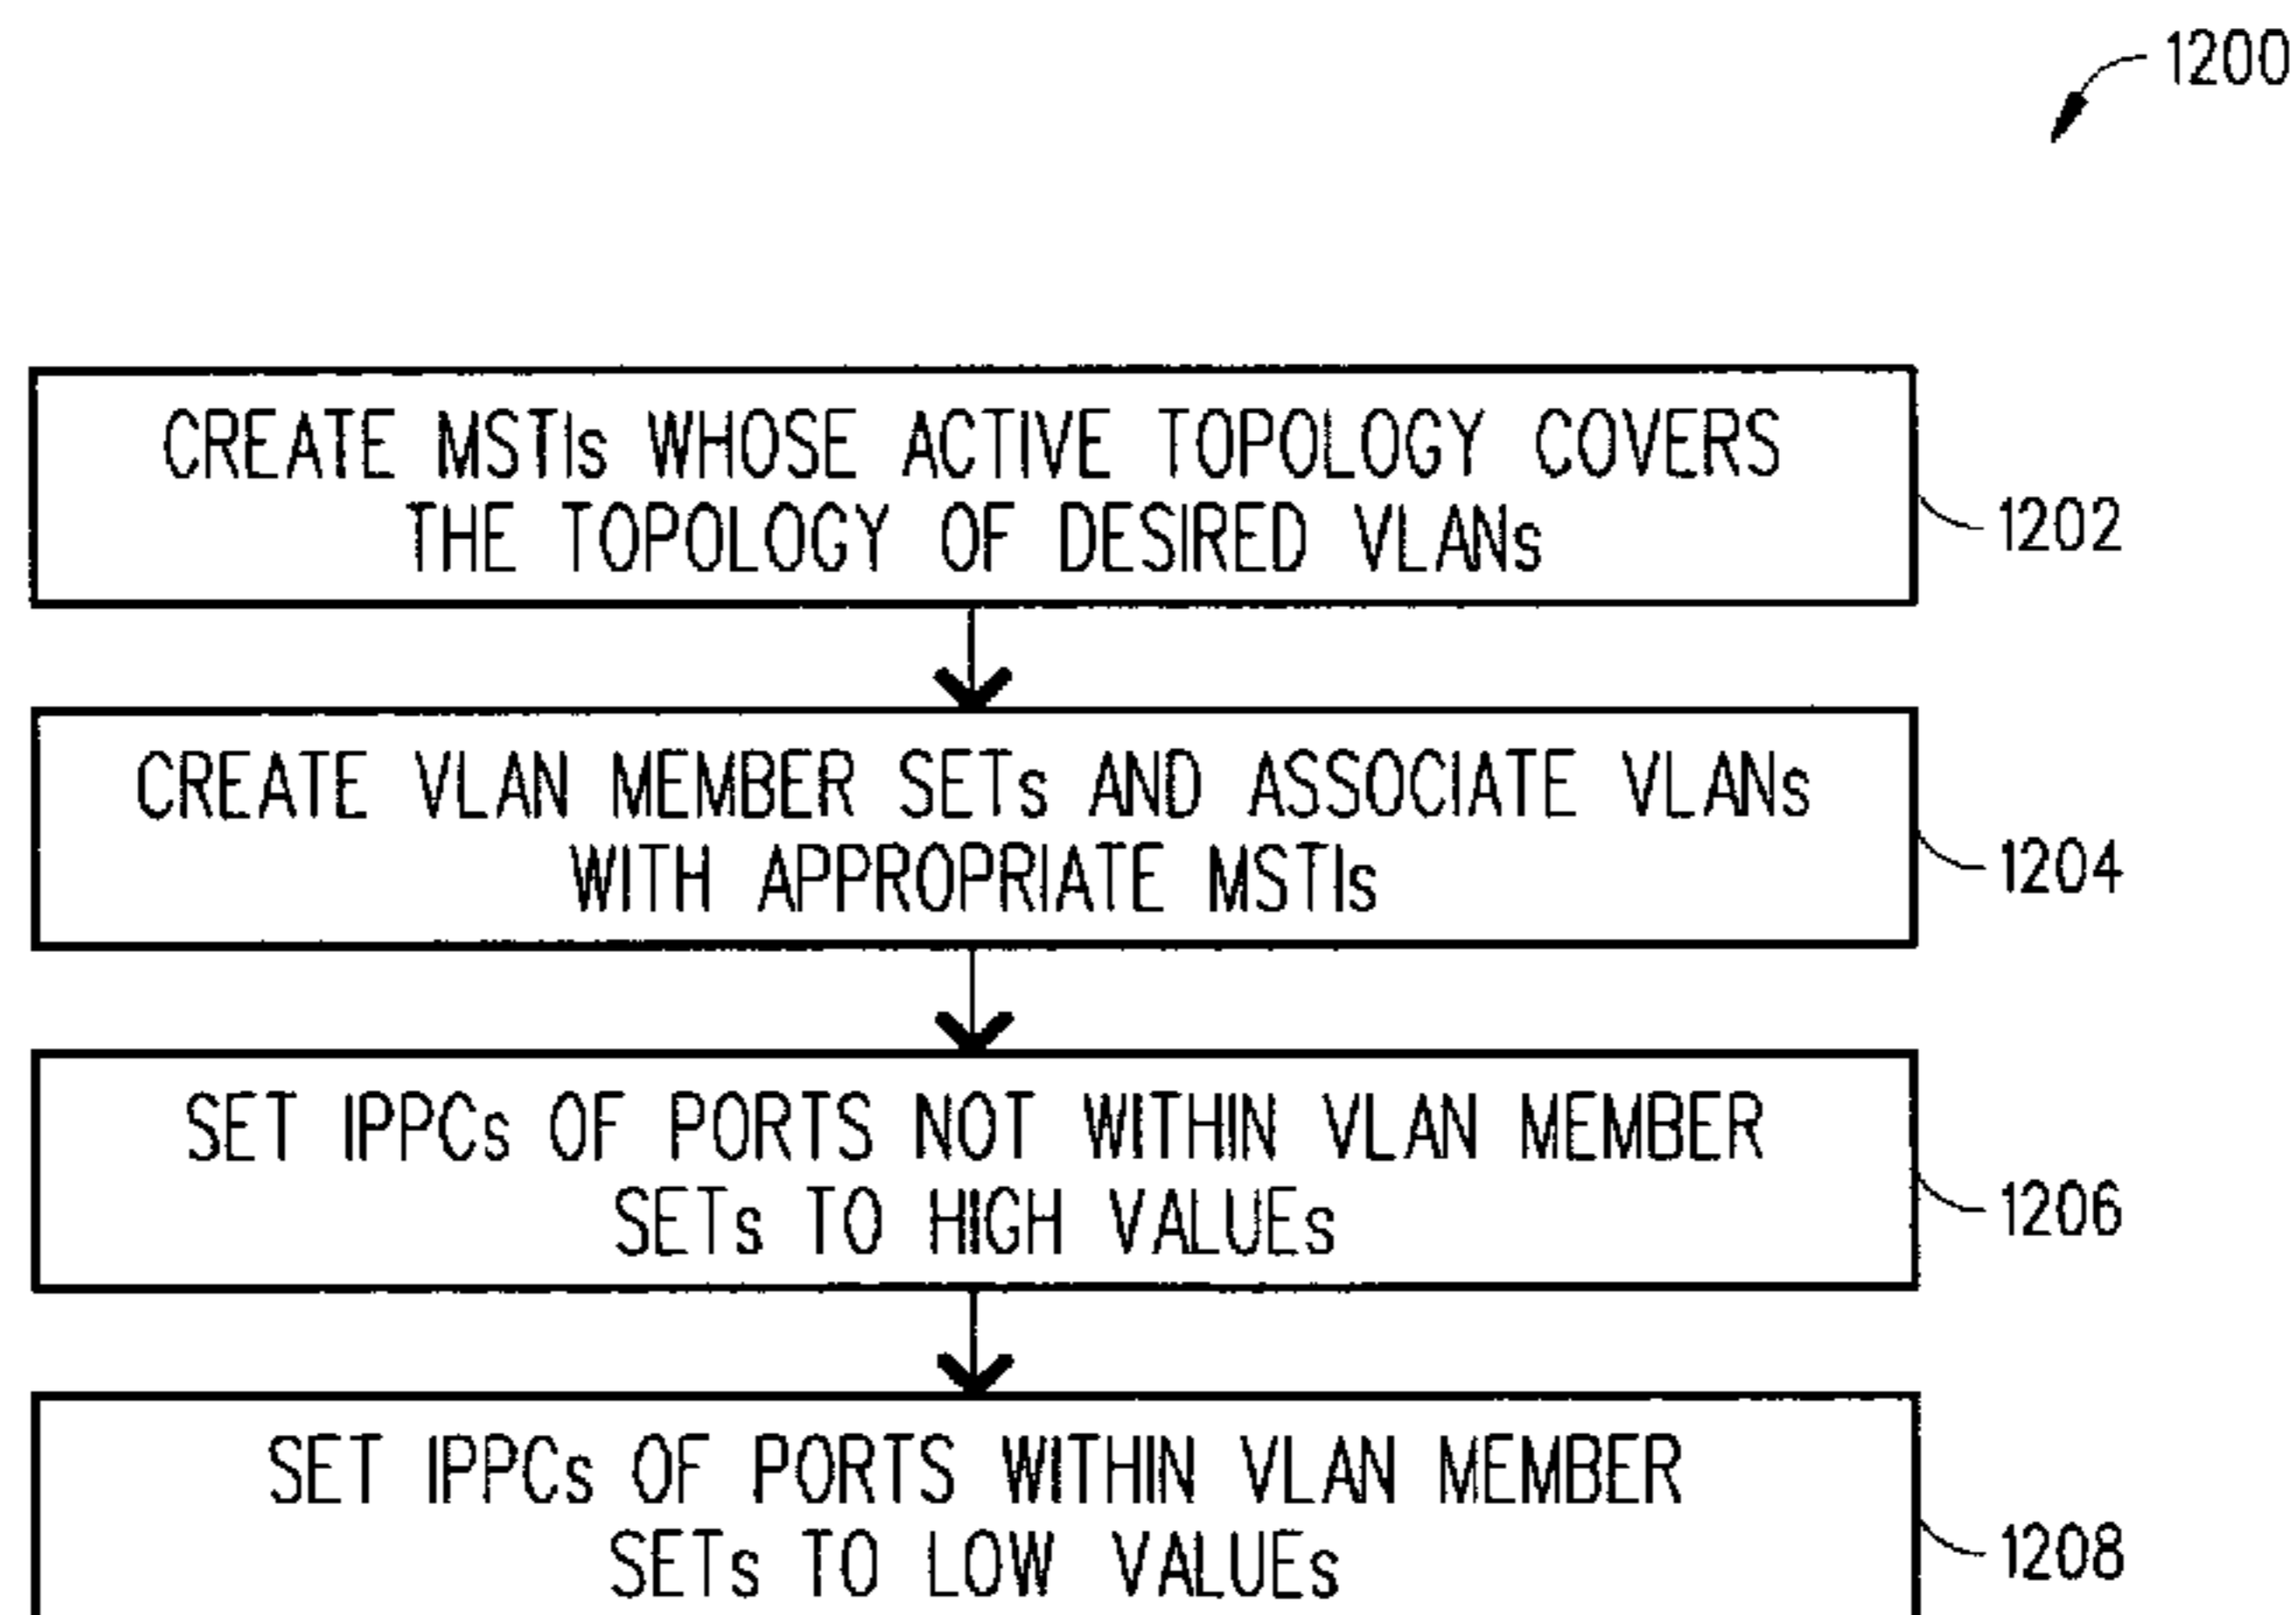 1200
CREATE MSTIs WHOSE ACTIVE TOPOLOGY COVERS
THE TOPOLOGY OF DESIRED VLANs
1202
CREATE VLAN MEMBER SETs AND ASSOCIATE VLANs
WITH APPROPRIATE MSTIs
1204
SET IPPCs OF PORTS NOT WITHIN VLAN MEMBER
SETs TO HIGH VALUEs
1206
SET IPPCs OF PORTS WITHIN VLAN MEMBER
SETs TO LOW VALUEs
1208